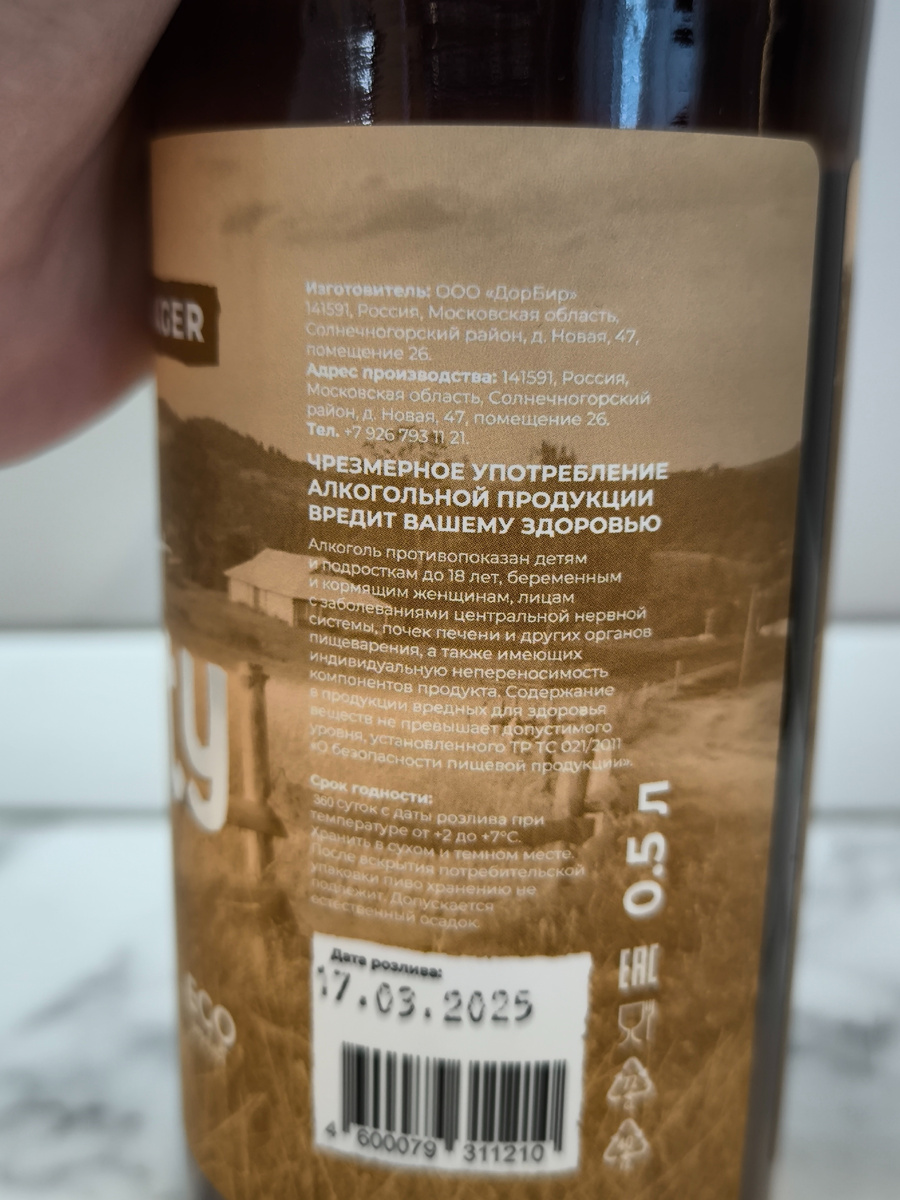 Изготовитель: ООО «ДорБир»
141591, Россия, Московская область,
Солнечногорский район, д. Новая, 47,
помещение 26.
Адрес производства: 141591, Россия,
Московская область, Солнечногорский
район, д. Новая, 47, помещение 26.
Тел. +7 926 793 11 21.
ЧРЕЗМЕРНОЕ УПОТРЕБЛЕНИЕ
АЛКОГОЛЬНОЙ ПРОДУКЦИИ
ВРЕДИТ ВАШЕМУ ЗДОРОВЬЮ
Алкоголь противопоказан детям
и подросткам до 18 лет, беременным
и кормящим женщинам, лицам
с заболеваниями центральной нервной
системы, почек печени и других органов
пищеварения, а также имеющих
индивидуальную непереносимость
компонентов продукта. Содержание
в продукции вредных для здоровья
веществ не превышает допустимого
уровня, установленного ТР ТС 021/2011
«О безопасности пищевой продукции».
Срок годности:
360 суток с даты розлива при
температуре от +2 до +7°С.
Хранить в сухом и темном месте.
После вскрытия потребительской
упаковки пиво хранению не
подлежит. Допускается
естественный осадок.
0.5 Л
EAC
Дата розлива:
17.03.2025
4 600079 311210
GER
ty
ECO